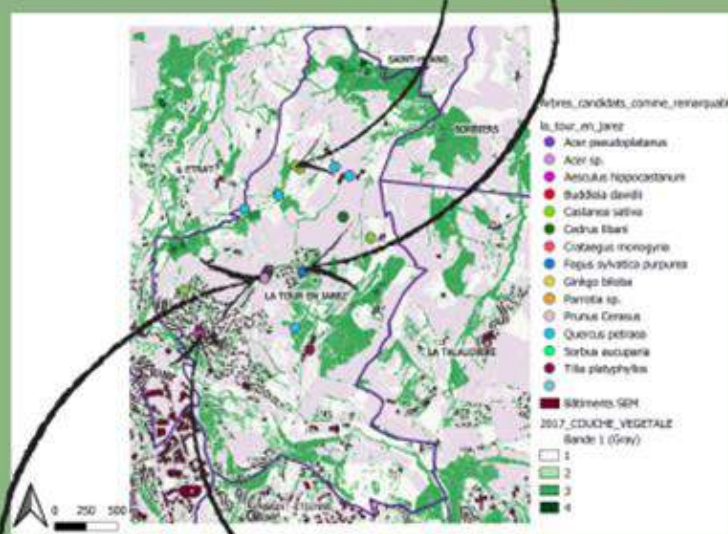 SAINT-
SORBIERS
L ETRAT
LA TOUR EN JAREZ
LA TALAUDIERE
0 250 500
Arbres_candidats_comme_remarquabl
la_tour_en_jarez
Acer pseudoplatanus
Acer sp.
Aesculus hippocastanum
Buddleia davidii
Castanea sativa
Cedrus libani
Crataegus monogyna
Fagus sylvatica purpurea
Ginkgo biloba
Parrotia sp.
Prunus Cerasus
Quercus petraea
Sorbus aucuparia
Tilia platyphyllos
Bâtiments SEM
2017_COUCHE_VEGETALE
Bande 1 (Gray)
1
2
3
4